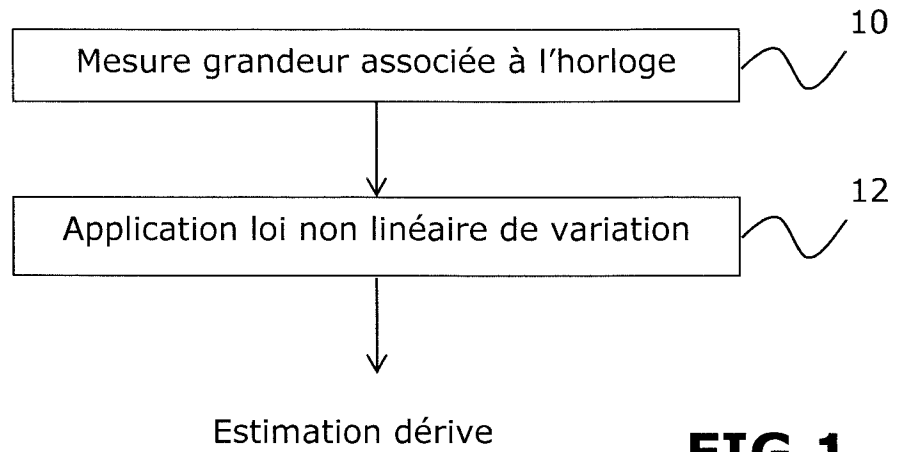 10
Mesure grandeur associée à l'horloge
12
Application loi non linéaire de variation
Estimation dérive
FIG.1